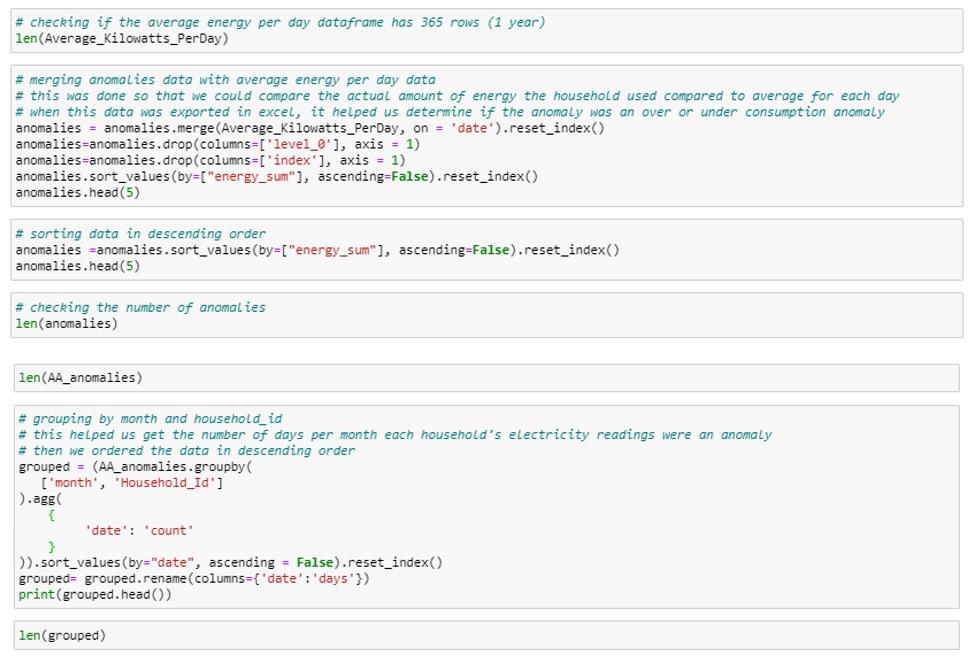 # checking if the average energy per day dataframe has 365 rows (1 year)
len(Average_Kilowatts_PerDay)
# merging anomalies data with average energy per day data
# this was done so that we could compare the actual amount of energy the household used compared to average for each day
# when this data was exported in excel, it helped us determine if the anomaly was an over or under consumption anomaly
anomalies = anomalies.merge(Average_Kilowatts_PerDay, on = 'date').reset_index()
anomalies=anomalies.drop(columns=['level_0'], axis = 1)
anomalies=anomalies.drop(columns=['index'], axis = 1)
anomalies.sort_values(by=["energy_sum"], ascending=False).reset_index()
anomalies.head(5)
# sorting data in descending order
anomalies =anomalies.sort_values(by=["energy_sum"], ascending=False).reset_index()
anomalies.head(5)
# checking the number of anomalies
len(anomalies)
len(AA_anomalies)
# grouping by month and household_id
# this helped us get the number of days per month each household's electricity readings were an anomaly
# then we ordered the data in descending order
grouped = (AA_anomalies.groupby(
['month', 'Household_Id']
).agg(
{
'date': 'count'
}
)).sort_values(by="date", ascending = False).reset_index()
grouped= grouped.rename(columns={'date':'days'})
print(grouped.head())
len(grouped)